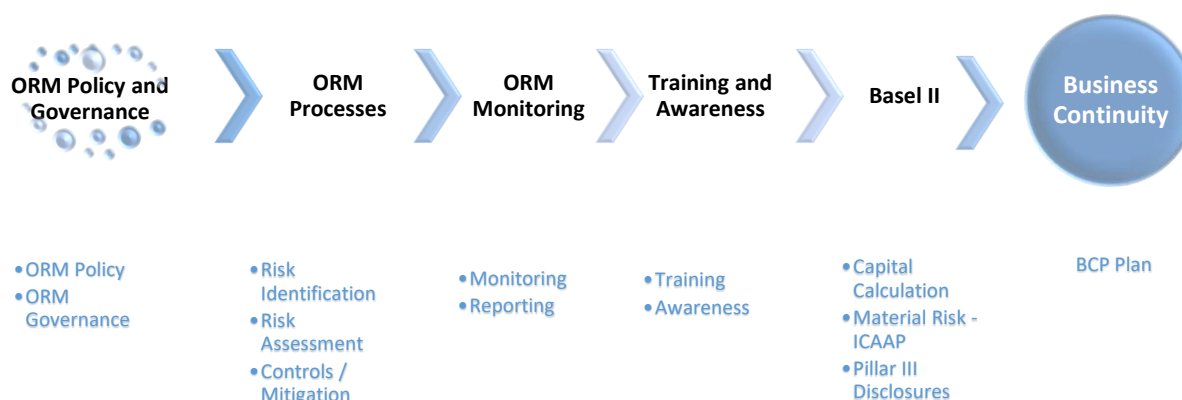 ORM Policy and
Governance
ORM
Processes
ORM
Monitoring
Training and
Awareness
Basel II
Business
Continuity
•ORM Policy
•ORM
Governance
•Risk
Identification
•Risk
Assessment
•Controls /
Mitigation
•Monitoring
•Reporting
•Training
•Awareness
•Capital
Calculation
•Material Risk -
ICAAP
•Pillar III
Disclosures
BCP Plan